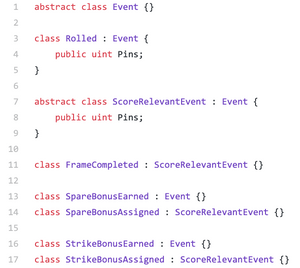 1 abstract class Event {}
2
3 class Rolled : Event {
4     public uint Pins;
5 }
6
7 abstract class ScoreRelevantEvent : Event {
8     public uint Pins;
9 }
10
11 class FrameCompleted : ScoreRelevantEvent {}
12
13 class SpareBonusEarned : Event {}
14 class SpareBonusAssigned : ScoreRelevantEvent {}
15
16 class StrikeBonusEarned : Event {}
17 class StrikeBonusAssigned : ScoreRelevantEvent {}